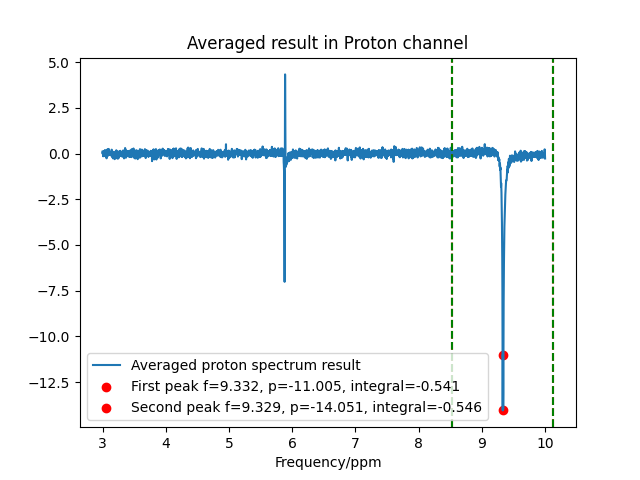 Averaged result in Proton channel
5.0
2.5
0.0
−2.5
−5.0
−7.5
−10.0
−12.5
Averaged proton spectrum result
First peak f=9.332, p=-11.005, integral=-0.541
Second peak f=9.329, p=-14.051, integral=-0.546
3 4 5 6 7 8 9 10
Frequency/ppm